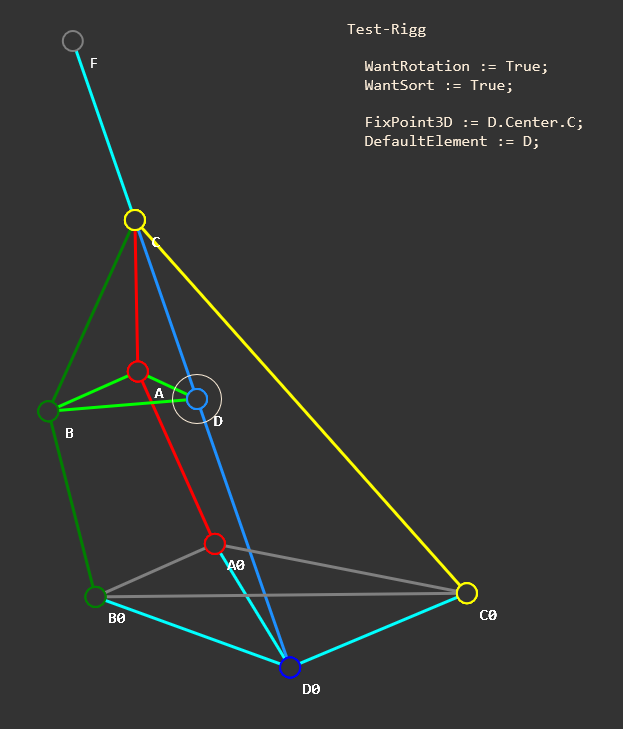 Test-Rigg
WantRotation := True;
WantSort := True;
FixPoint3D := D.Center.C;
DefaultElement := D;
F
C
A
D
B
A0
B0
C0
D0